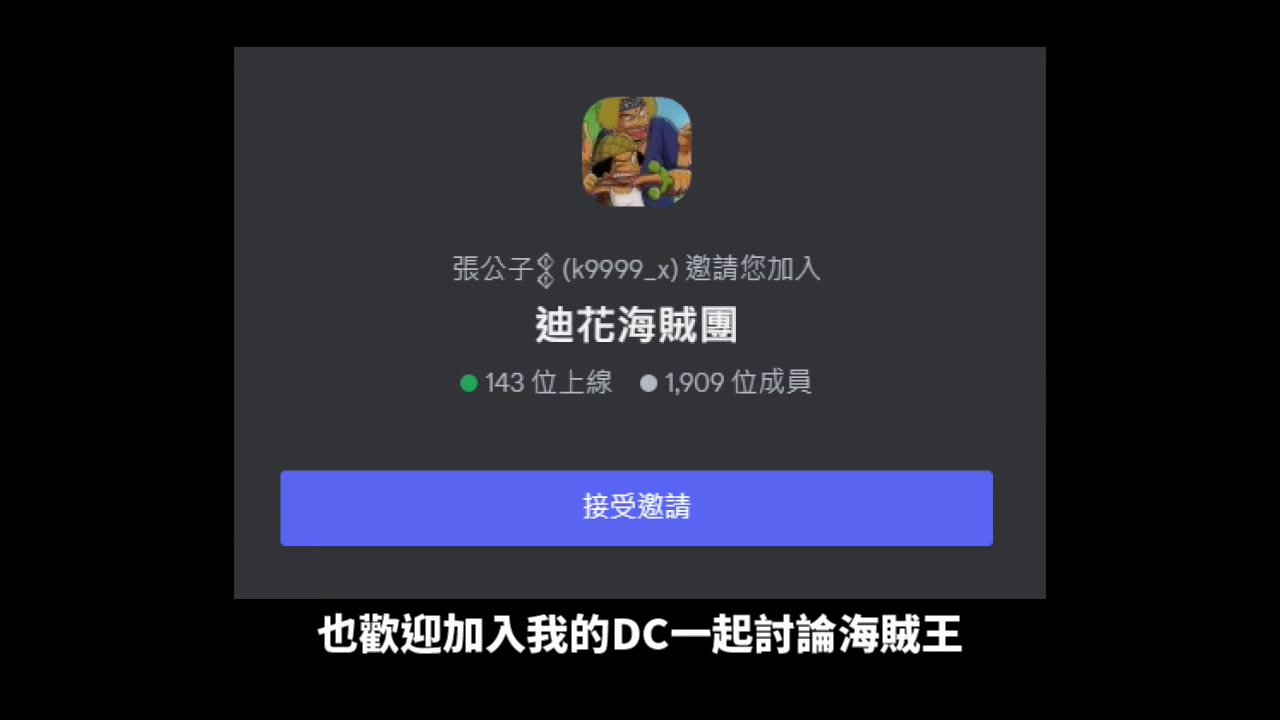 張公子 (k9999_x) 邀請您加入
迪花海賊團
143 位上線 1,909 位成員
接受邀請
也歡迎加入我的DC一起討論海賊王